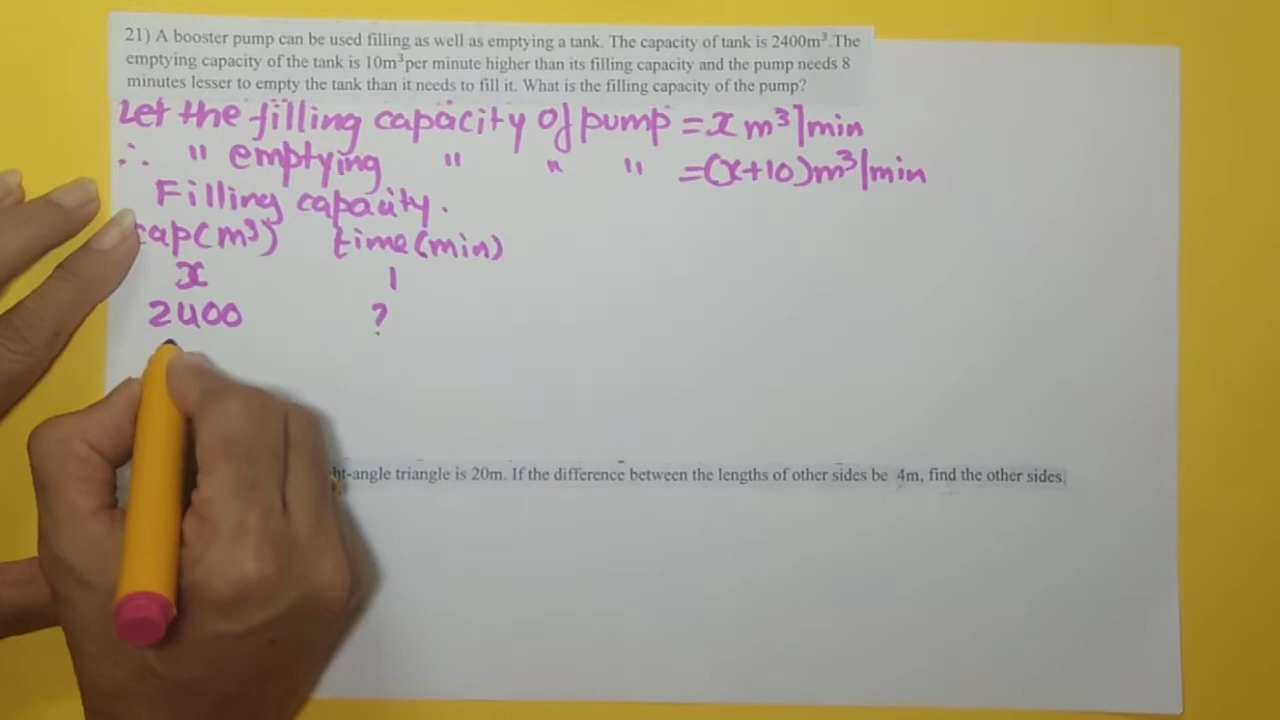 21) A booster pump can be used filling as well as emptying a tank. The capacity of tank is 2400m³.The
emptying capacity of the tank is 10m³per minute higher than its filling capacity and the pump needs 8
minutes lesser to empty the tank than it needs to fill it. What is the filling capacity of the pump?
Let the filling capacity of pump = x m³/min
∴ " emptying " " " =(x+10)m³/min
Filling capacity.
cap(m³) time(min)
x 1
2400 ?
-angle triangle is 20m. If the difference between the lengths of other sides be 4m, find the other sides.